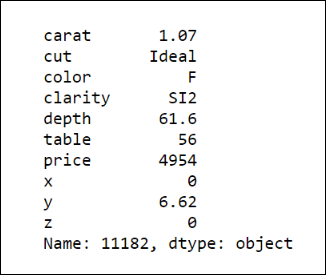 carat 1.07
cut Ideal
color F
clarity SI2
depth 61.6
table 56
price 4954
x 0
y 6.62
z 0
Name: 11182, dtype: object